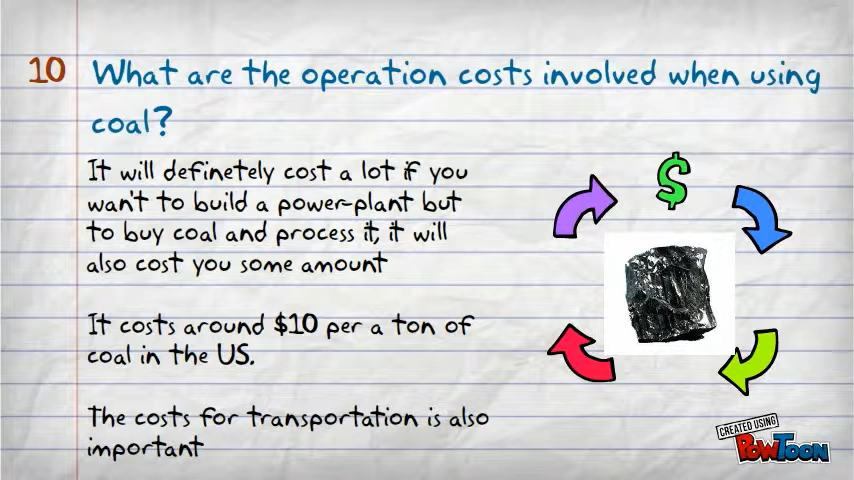 10 What are the operation costs involved when using
coal?
It will definetely cost a lot if you
wan't to build a power-plant but
to buy coal and process it, it will
also cost you some amount
It costs around $10 per a ton of
coal in the US.
The costs for transportation is also
important
$
CREATED USING
POWTOON